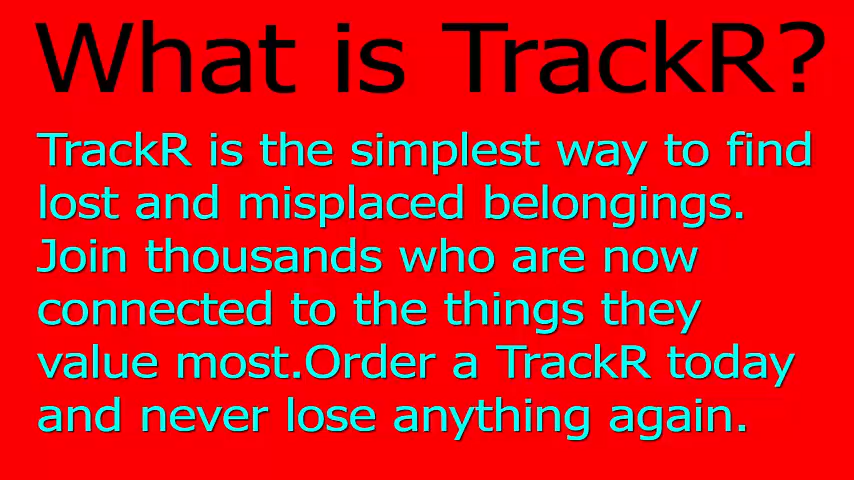 What is TrackR?
TrackR is the simplest way to find
lost and misplaced belongings.
Join thousands who are now
connected to the things they
value most.Order a TrackR today
and never lose anything again.